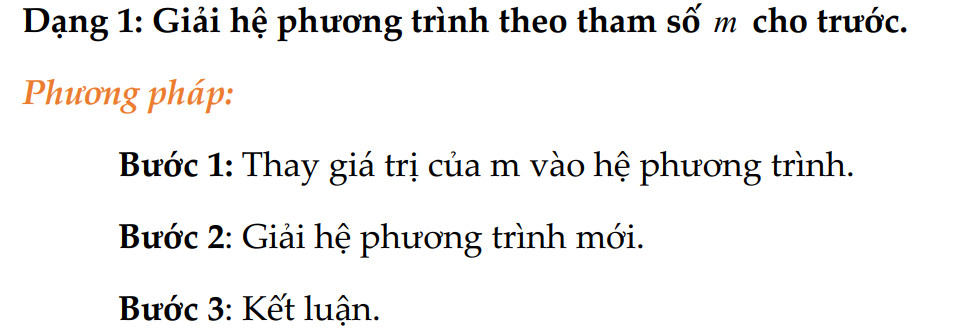 Dạng 1: Giải hệ phương trình theo tham số m cho trước.
Phương pháp:
Bước 1: Thay giá trị của m vào hệ phương trình.
Bước 2: Giải hệ phương trình mới.
Bước 3: Kết luận.